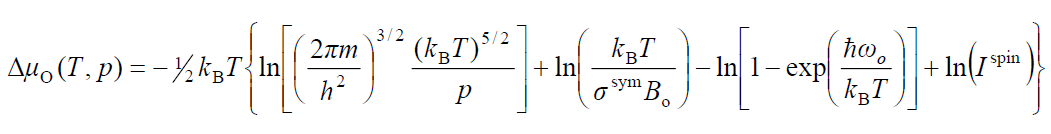 Δμ_O(T, p) = −½ k_B T { ln[ (2πm / h²)^{3/2} (k_B T)^{5/2} / p ] + ln( k_B T / σ^{sym} B_o ) − ln[ 1 − exp( ħω_o / k_B T ) ] + ln( I^{spin} ) }